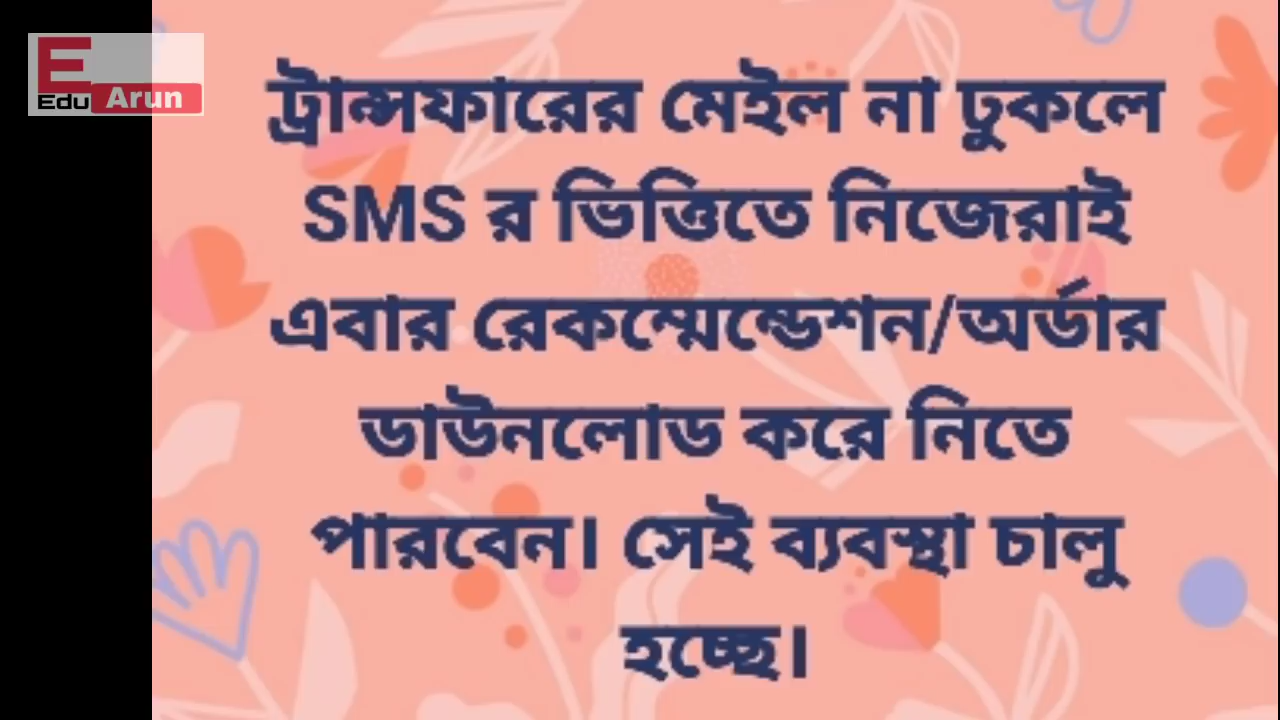 E
Edu Arun
ট্রান্সফারের মেইল না ঢুকলে
SMS র ভিত্তিতে নিজেরাই
এবার রেকম্মেন্ডেশন/অর্ডার
ডাউনলোড করে নিতে
পারবেন। সেই ব্যবস্থা চালু
হচ্ছে।